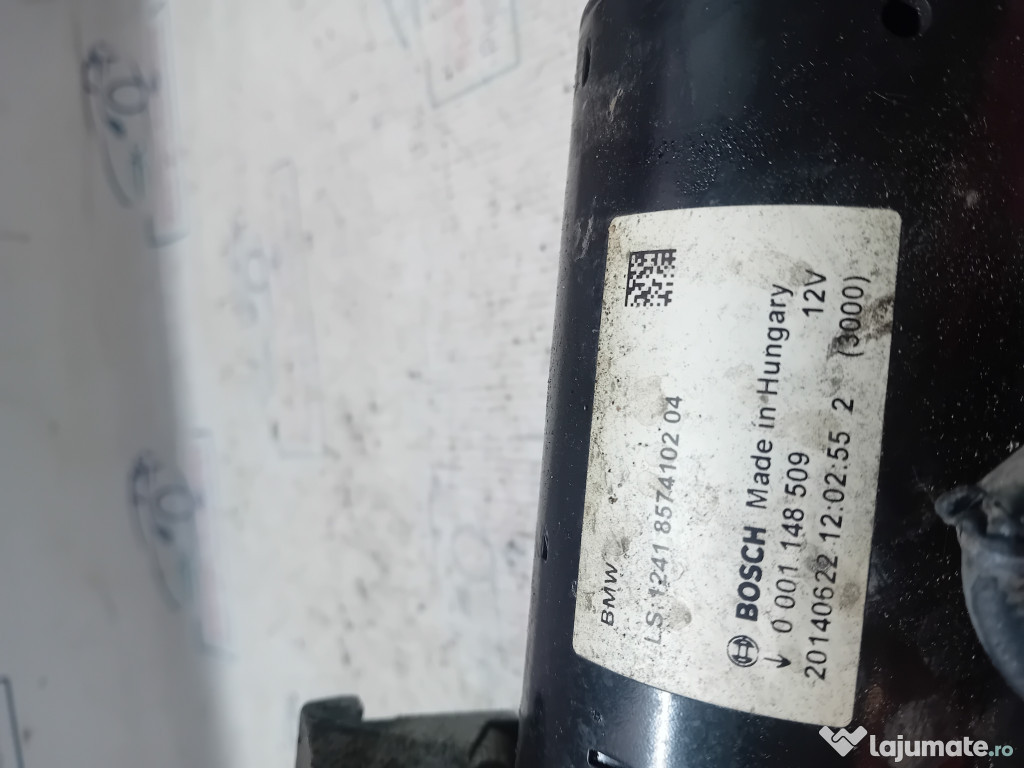 BMW
LS. 1241 8574102 04
BOSCH Made in Hungary
0 001 148 509 12V
20140622 12:02:55 2 (3000)
lajumate.ro